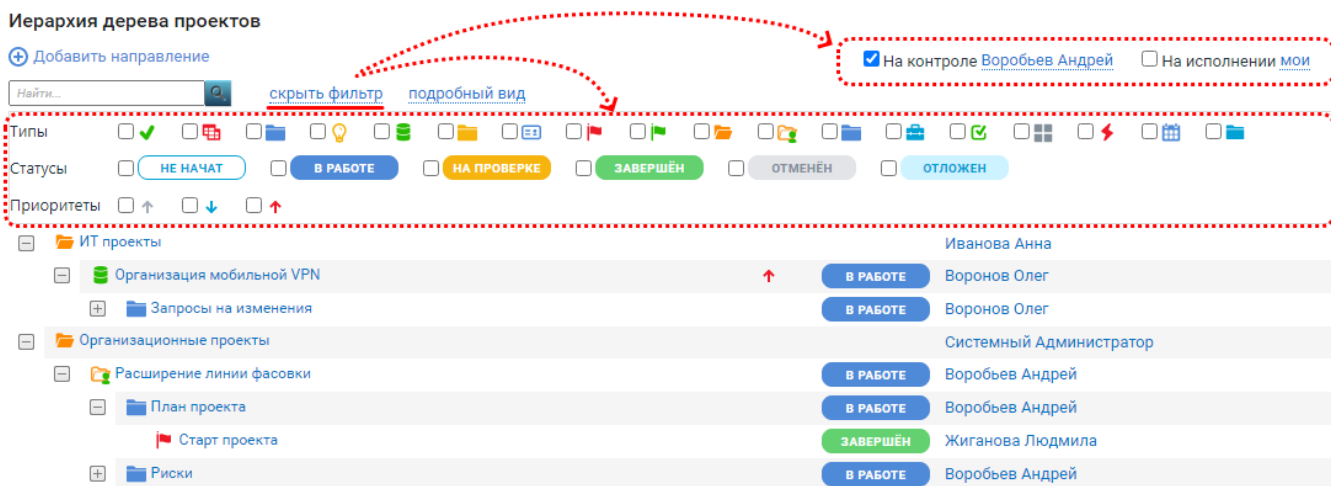 Иерархия дерева проектов
Добавить направление
На контроле Воробьев Андрей На исполнении мои
Найти... скрыть фильтр подробный вид
Типы
Статусы НЕ НАЧАТ В РАБОТЕ НА ПРОВЕРКЕ ЗАВЕРШЁН ОТМЕНЁН ОТЛОЖЕН
Приоритеты
ИТ проекты Иванова Анна
Организация мобильной VPN В РАБОТЕ Воронов Олег
Запросы на изменения В РАБОТЕ Воронов Олег
Организационные проекты Системный Администратор
Расширение линии фасовки В РАБОТЕ Воробьев Андрей
План проекта В РАБОТЕ Воробьев Андрей
Старт проекта ЗАВЕРШЁН Жиганова Людмила
Риски В РАБОТЕ Воробьев Андрей